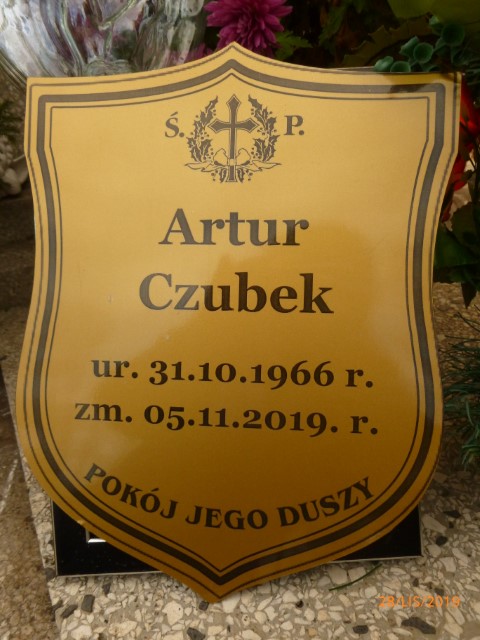 Ś. P.
Artur
Czubek
ur. 31.10.1966 r.
zm. 05.11.2019. r.
POKÓJ JEGO DUSZY